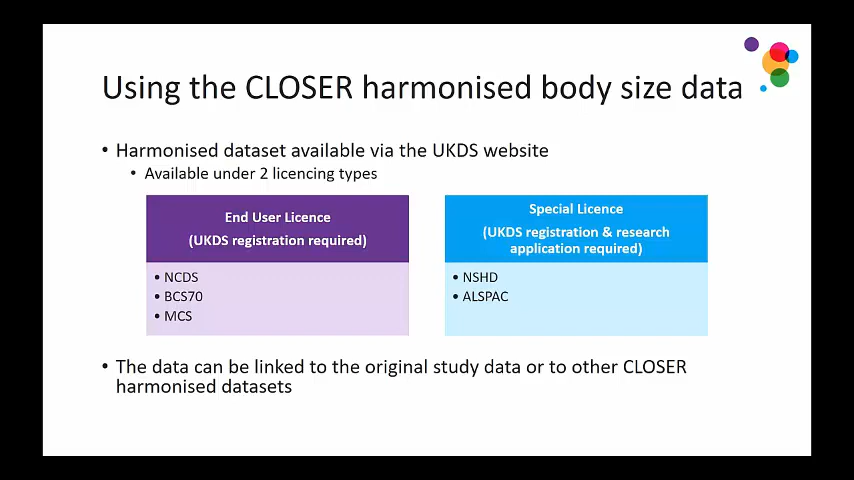 Using the CLOSER harmonised body size data
• Harmonised dataset available via the UKDS website
• Available under 2 licencing types
End User Licence
(UKDS registration required)
• NCDS
• BCS70
• MCS
Special Licence
(UKDS registration & research
application required)
• NSHD
• ALSPAC
• The data can be linked to the original study data or to other CLOSER
harmonised datasets